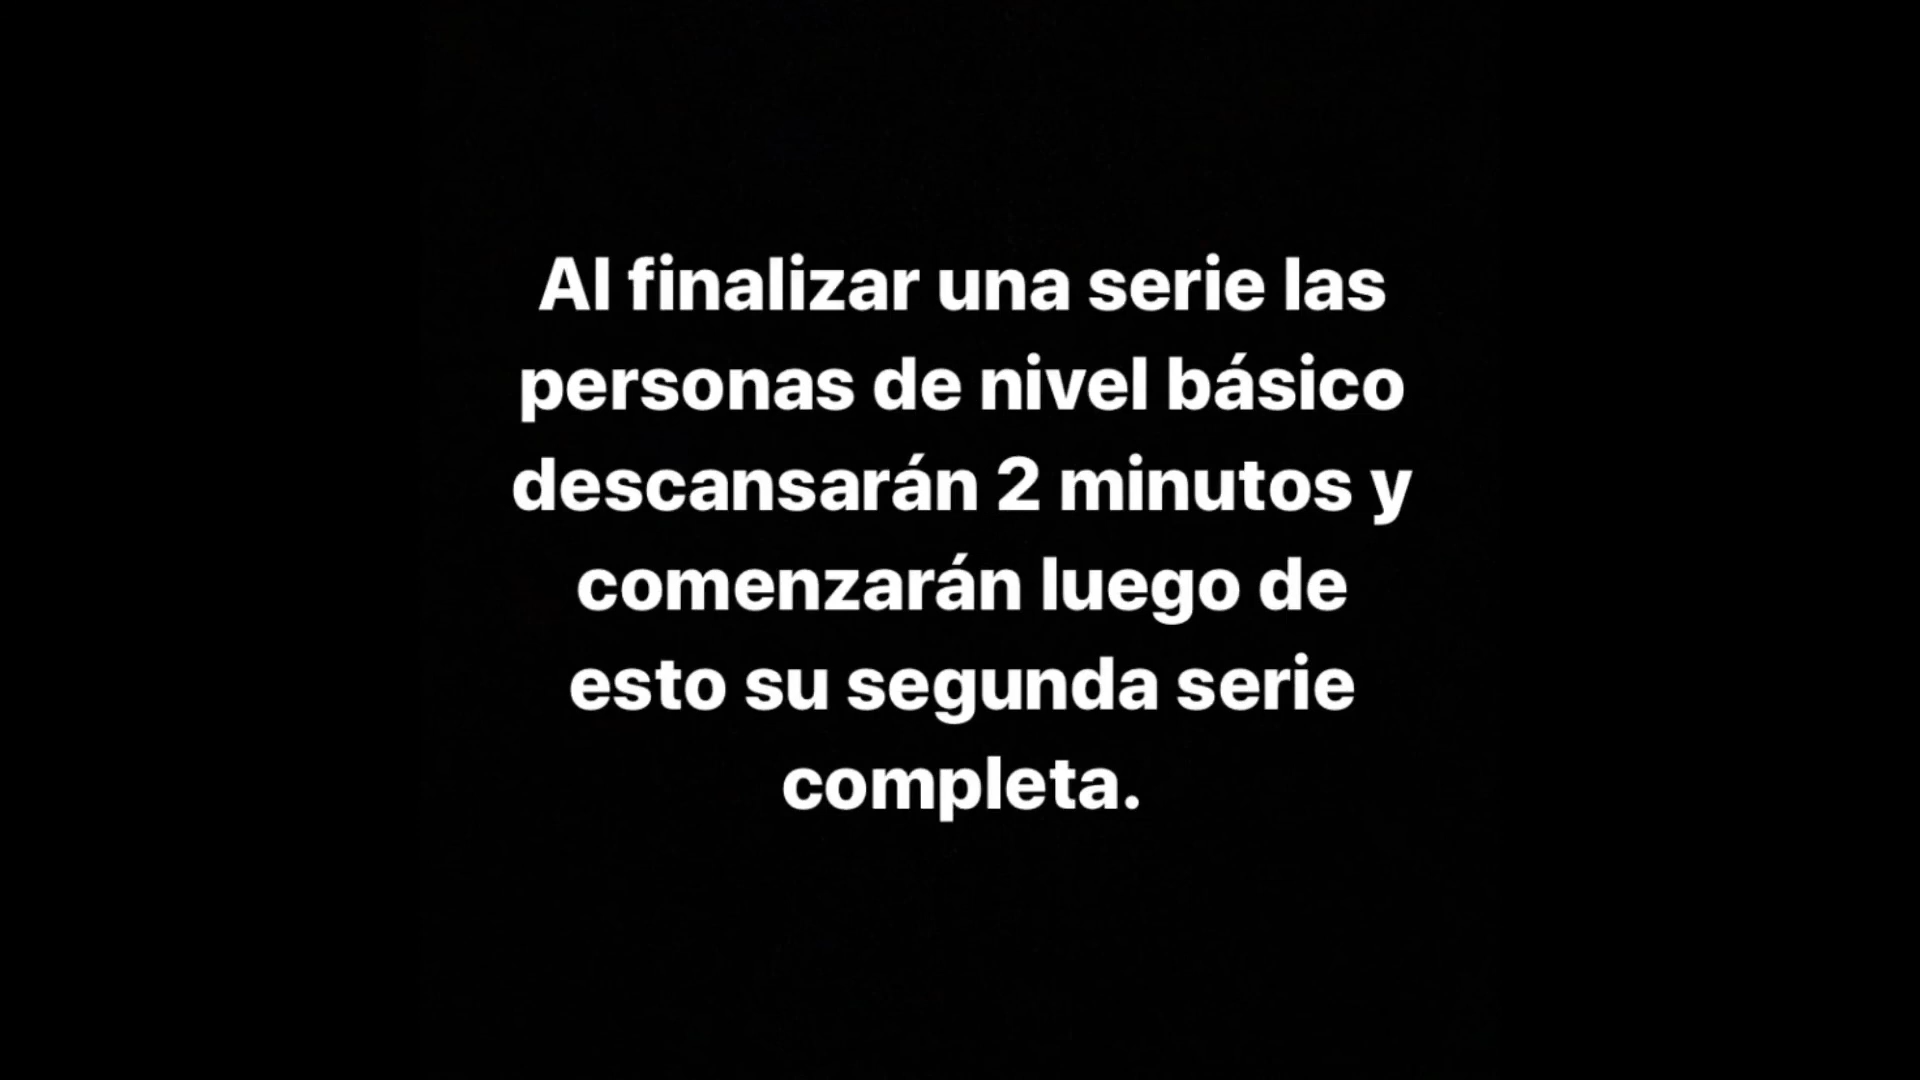 Al finalizar una serie las
personas de nivel básico
descansarán 2 minutos y
comenzarán luego de
esto su segunda serie
completa.